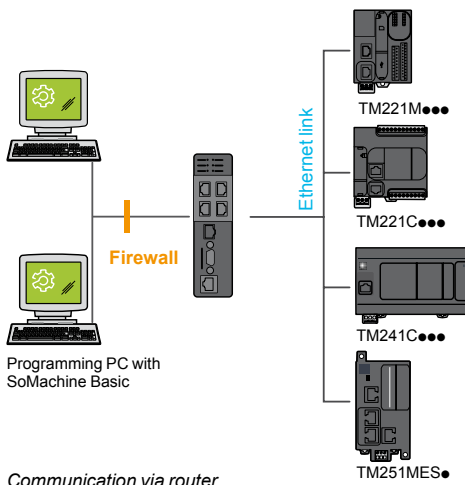 TM221M●●●
Ethernet link
TM221C●●●
Firewall
TM241C●●●
Programming PC with
SoMachine Basic
TM251MES●
Communication via router